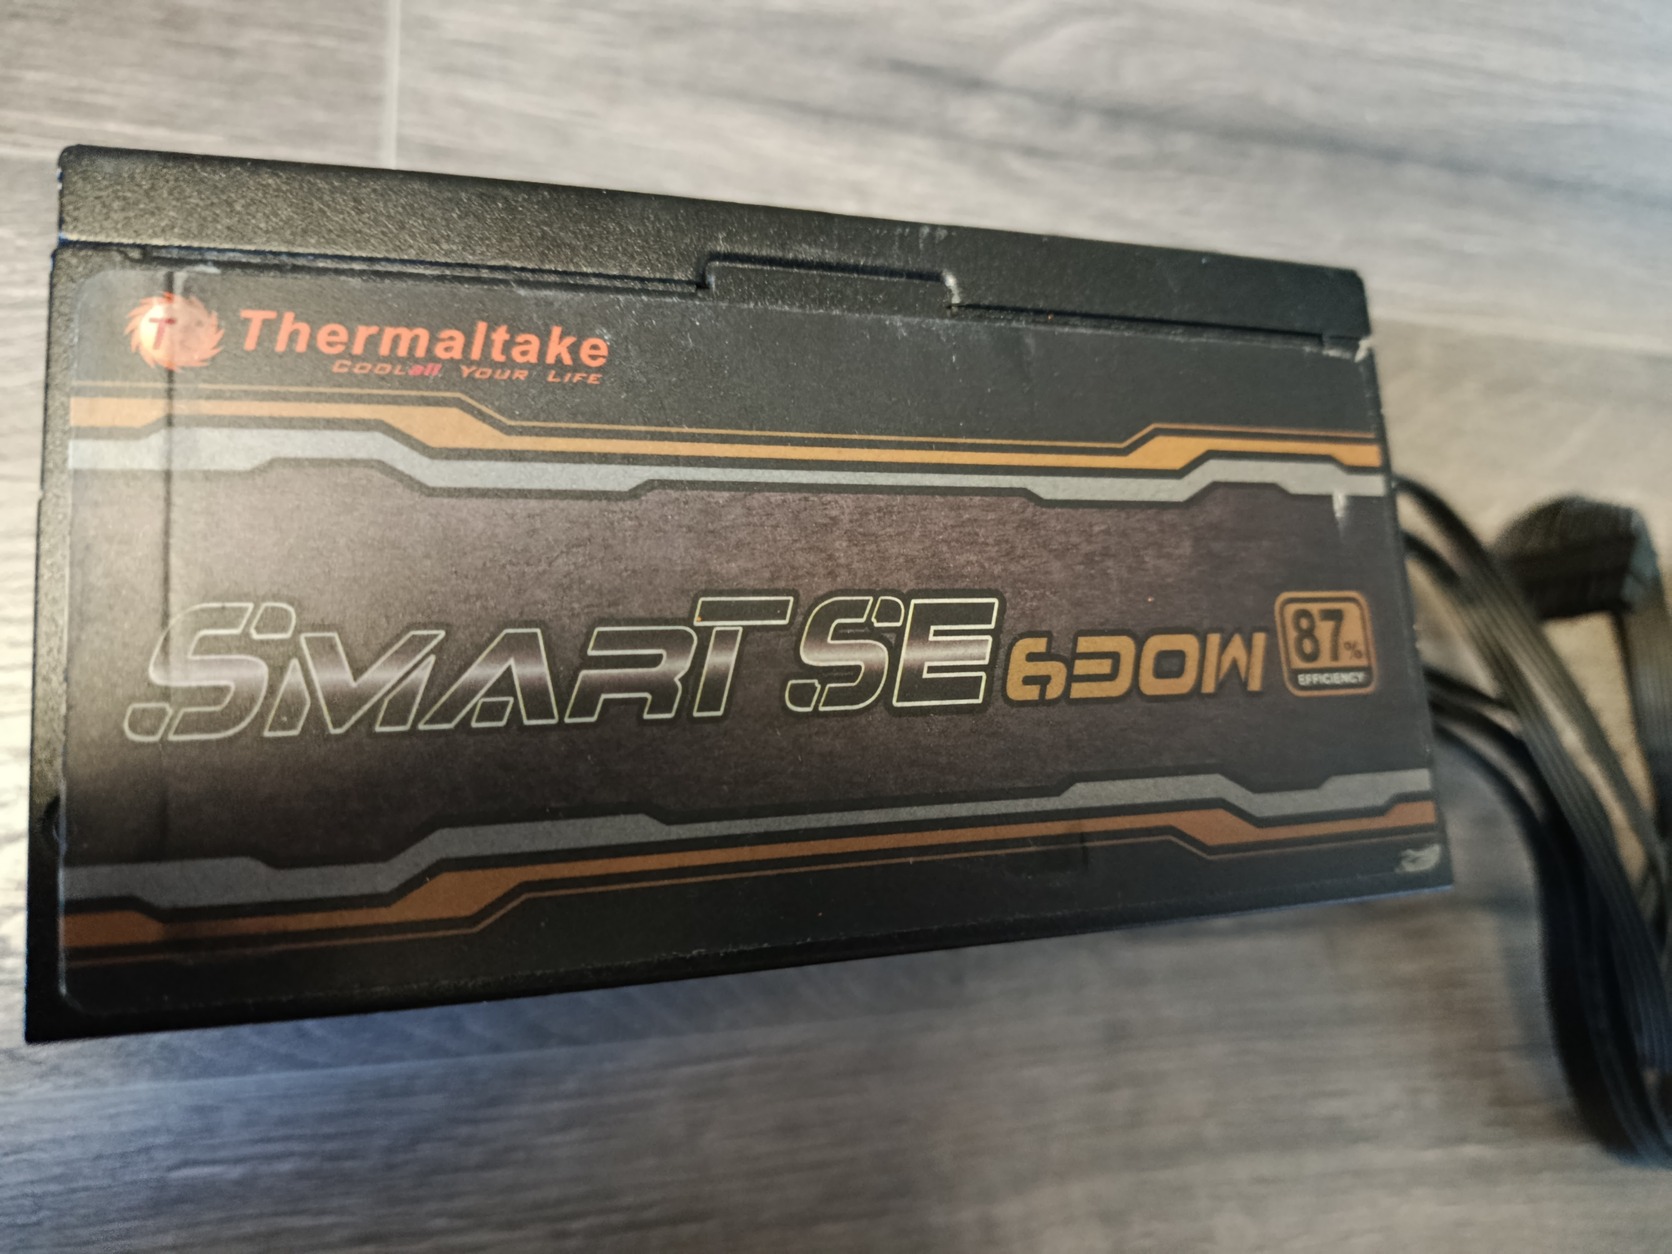 Thermaltake
COOL all YOUR LIFE
SMART SE 630W 87%
EFFICIENCY